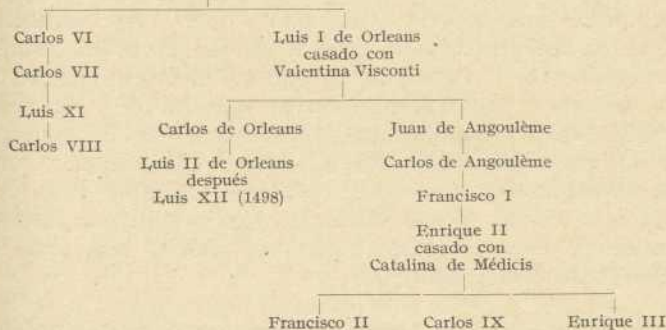 Carlos VI
Carlos VII
Luis XI
Carlos VIII
Luis I de Orleans
casado con
Valentina Visconti
Carlos de Orleans
Luis II de Orleans
después
Luis XII (1498)
Juan de Angoulème
Carlos de Angoulème
Francisco I
Enrique II
casado con
Catalina de Médicis
Francisco II
Carlos IX
Enrique III